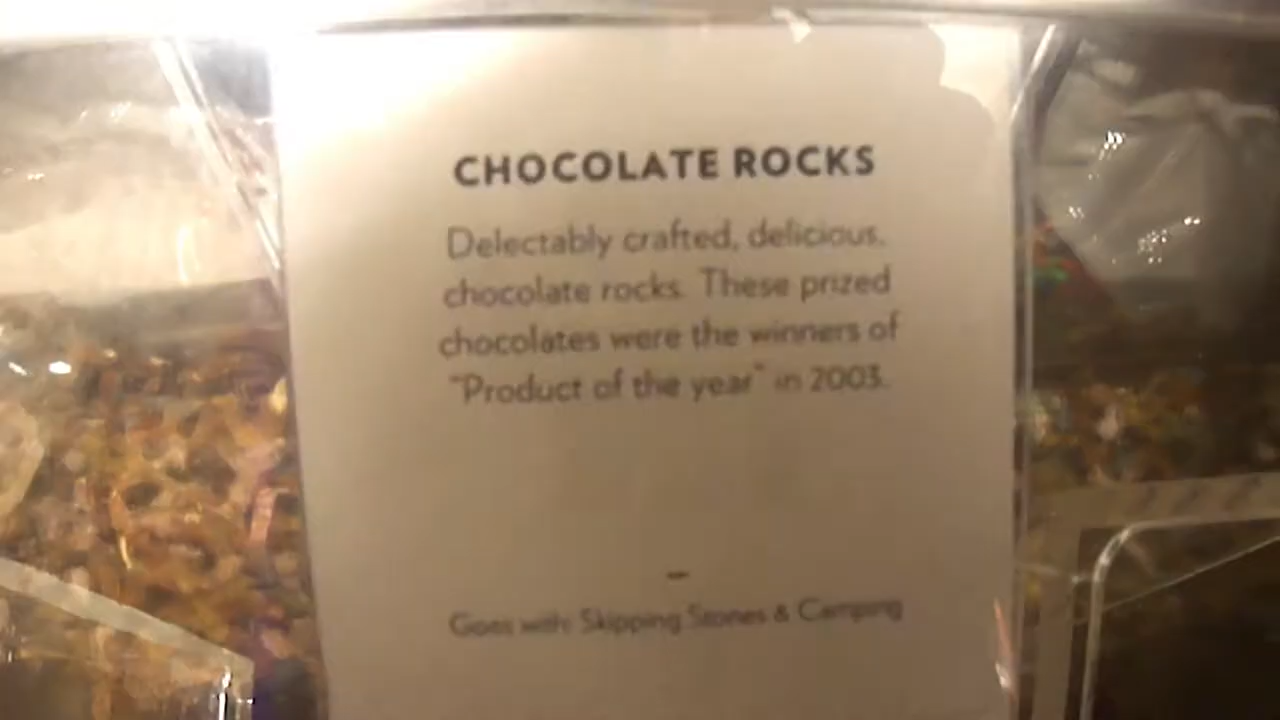 CHOCOLATE ROCKS
Delectably crafted, delicious,
chocolate rocks. These prized
chocolates were the winners of
"Product of the year" in 2003.
–
Goes with: Skipping Stones & Camping